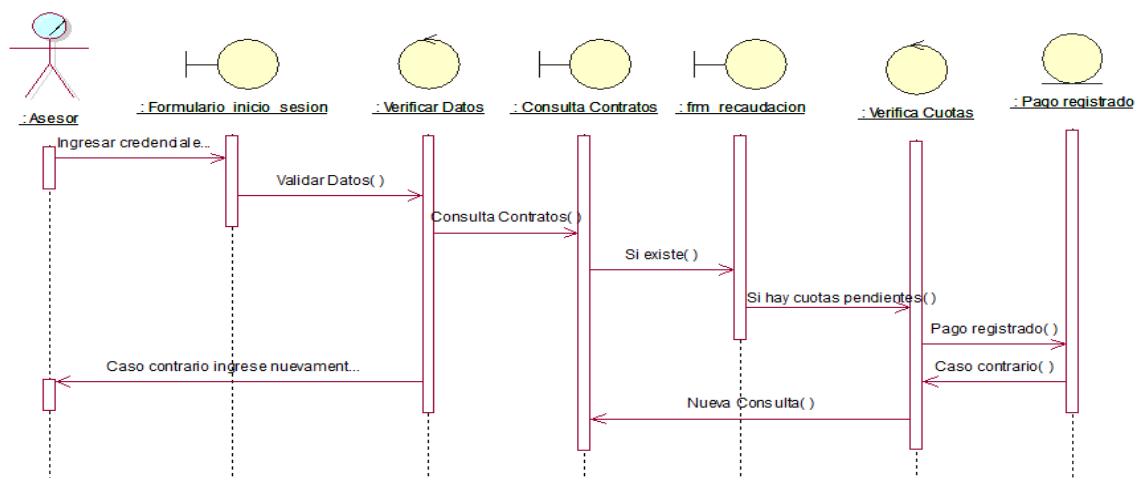 : Asesor
: Formulario_inicio_sesion
: Verificar Datos
: Consulta Contratos
: frm_recaudacion
: Verifica Cuotas
: Pago registrado
Ingresar credenciale...
Validar Datos( )
Consulta Contratos( )
Si existe( )
Si hay cuotas pendientes( )
Pago registrado( )
Caso contrario ingrese nuevament...
Caso contrario( )
Nueva Consulta( )